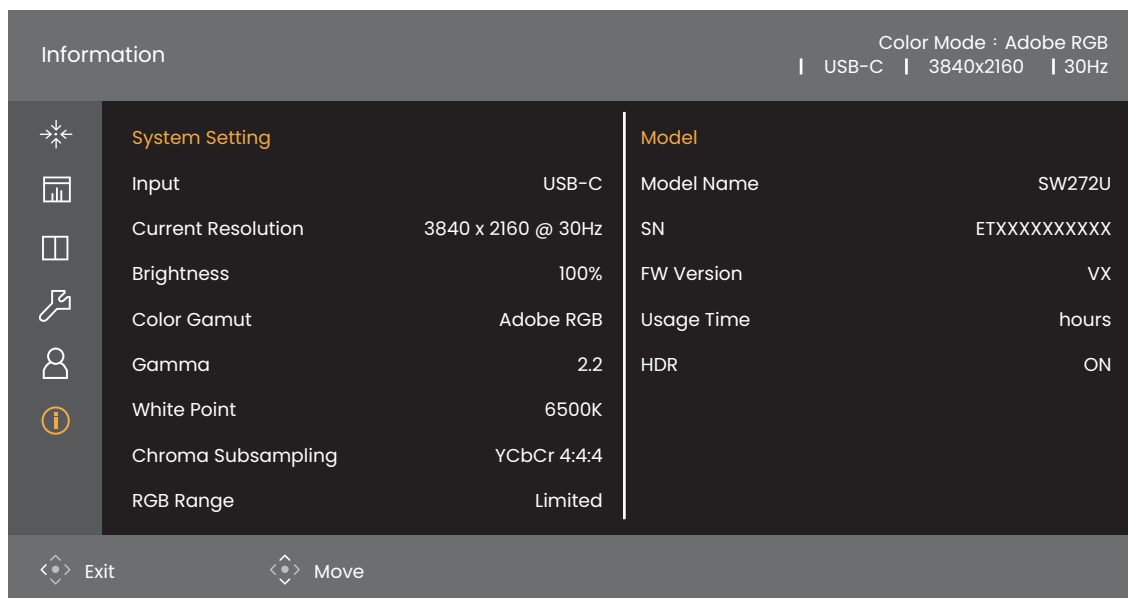 Information
Color Mode : Adobe RGB
| USB-C | 3840x2160 | 30Hz
System Setting
Input USB-C
Current Resolution 3840 x 2160 @ 30Hz
Brightness 100%
Color Gamut Adobe RGB
Gamma 2.2
White Point 6500K
Chroma Subsampling YCbCr 4:4:4
RGB Range Limited
Model
Model Name SW272U
SN ETXXXXXXXXXX
FW Version VX
Usage Time hours
HDR ON
Exit Move